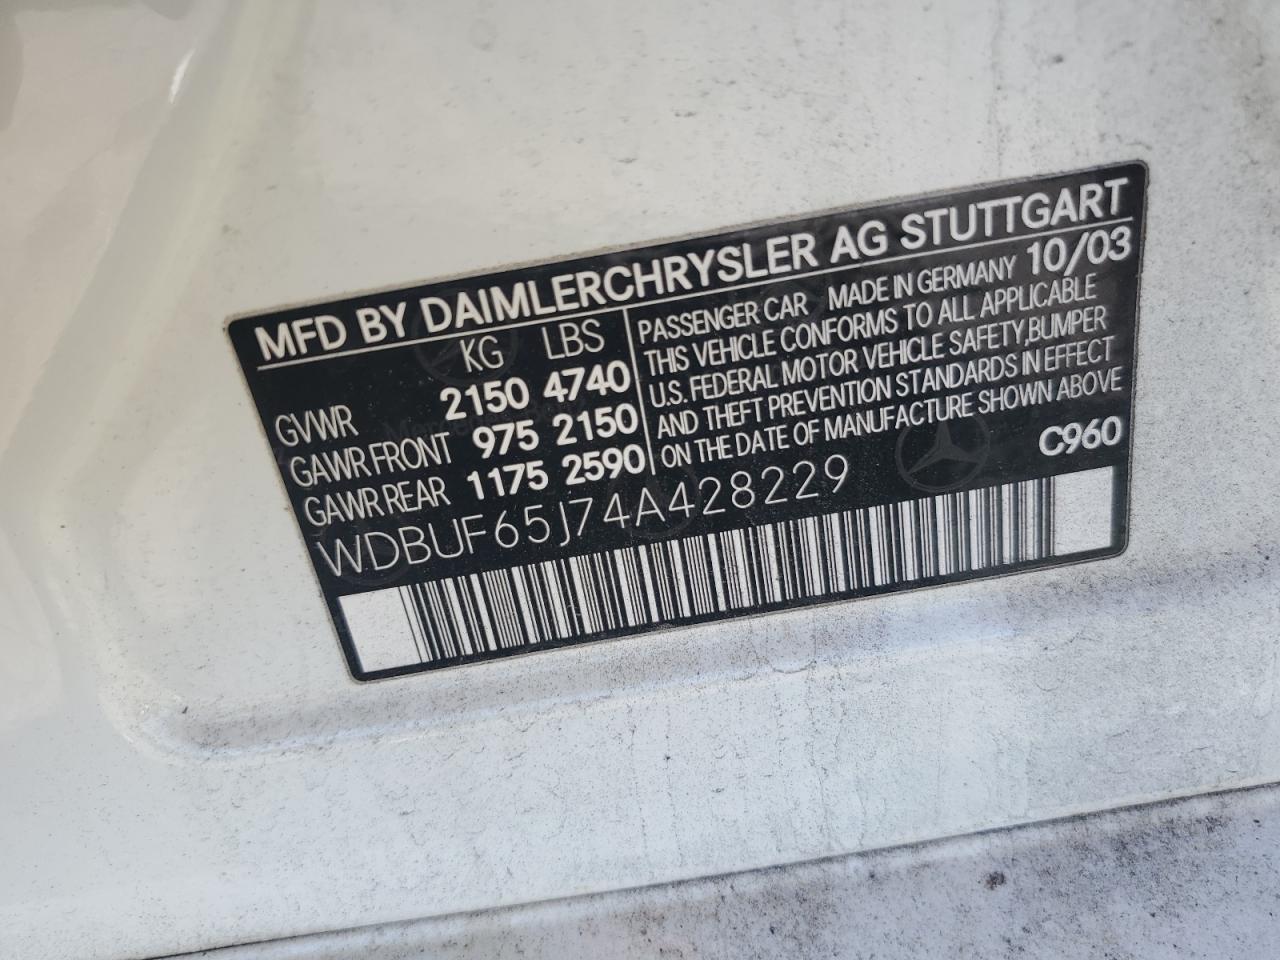 MFD BY DAIMLERCHRYSLER AG STUTTGART
KG LBS
GVWR 2150 4740
GAWR FRONT 975 2150
GAWR REAR 1175 2590
PASSENGER CAR MADE IN GERMANY 10/03
THIS VEHICLE CONFORMS TO ALL APPLICABLE
U.S. FEDERAL MOTOR VEHICLE SAFETY,BUMPER
AND THEFT PREVENTION STANDARDS IN EFFECT
ON THE DATE OF MANUFACTURE SHOWN ABOVE
WDBUF65J74A428229
C960